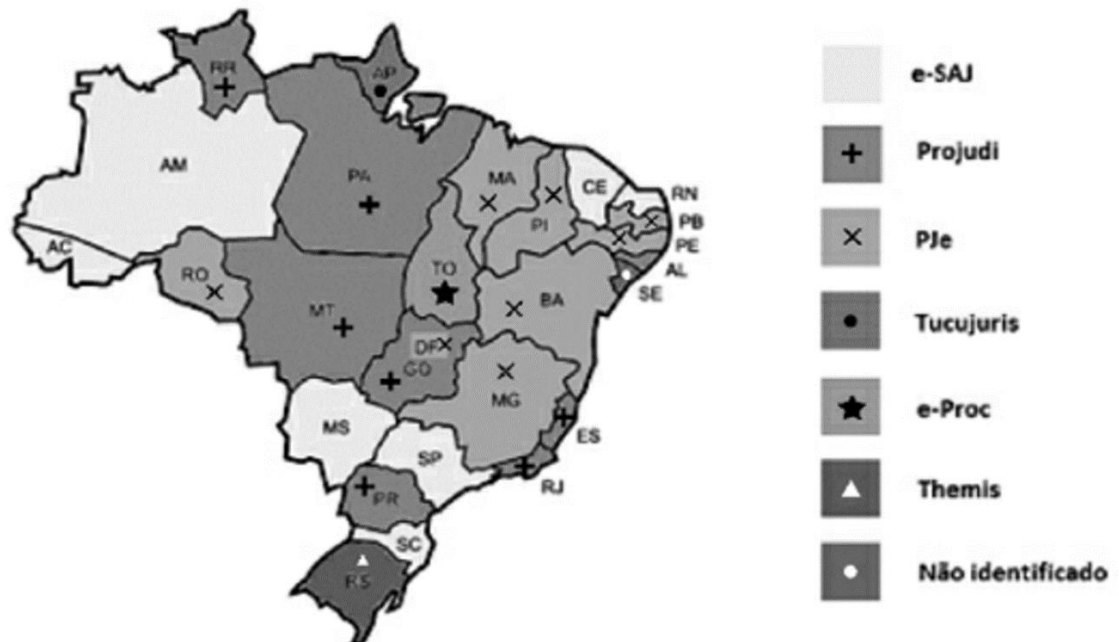 RR
AP
AM
PA
MA
CE
RN
PI
PB
PE
AC
AL
RO
TO
SE
BA
MT
DF
GO
MG
MS
ES
SP
RJ
PR
SC
RS
e-SAJ
Projudi
PJe
Tucujuris
e-Proc
Themis
Não identificado